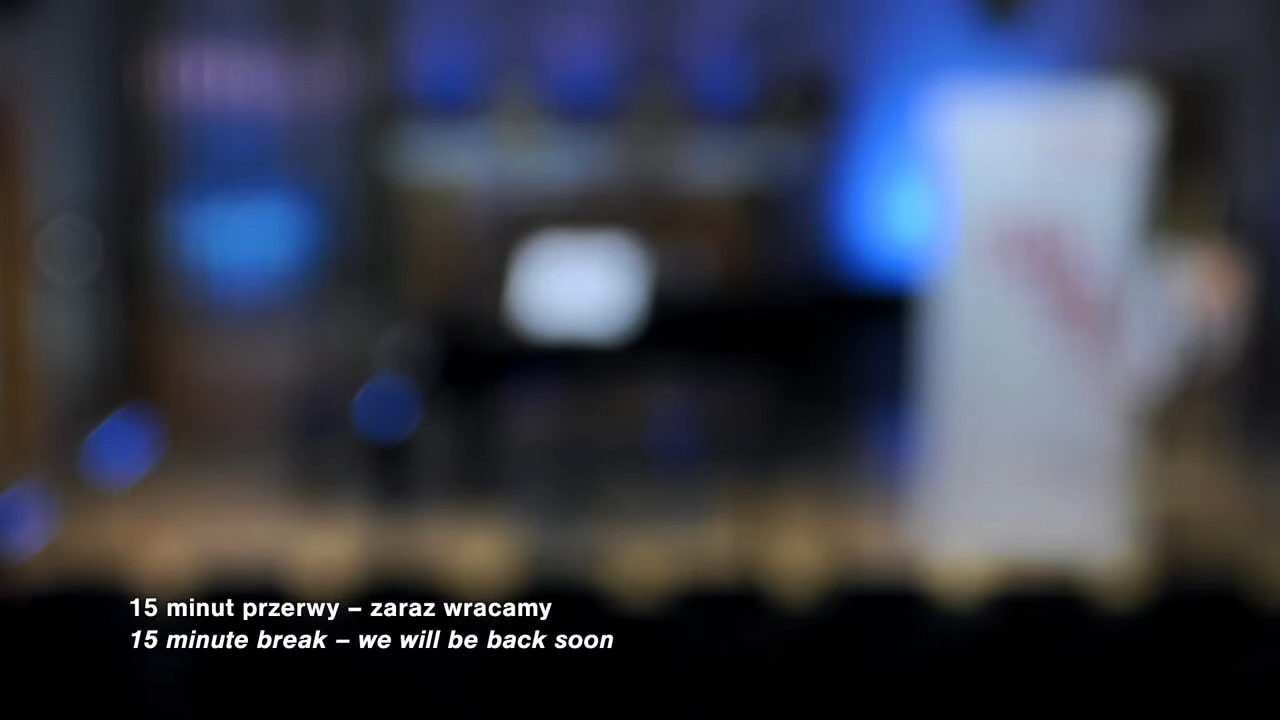 15 minut przerwy – zaraz wracamy
15 minute break – we will be back soon